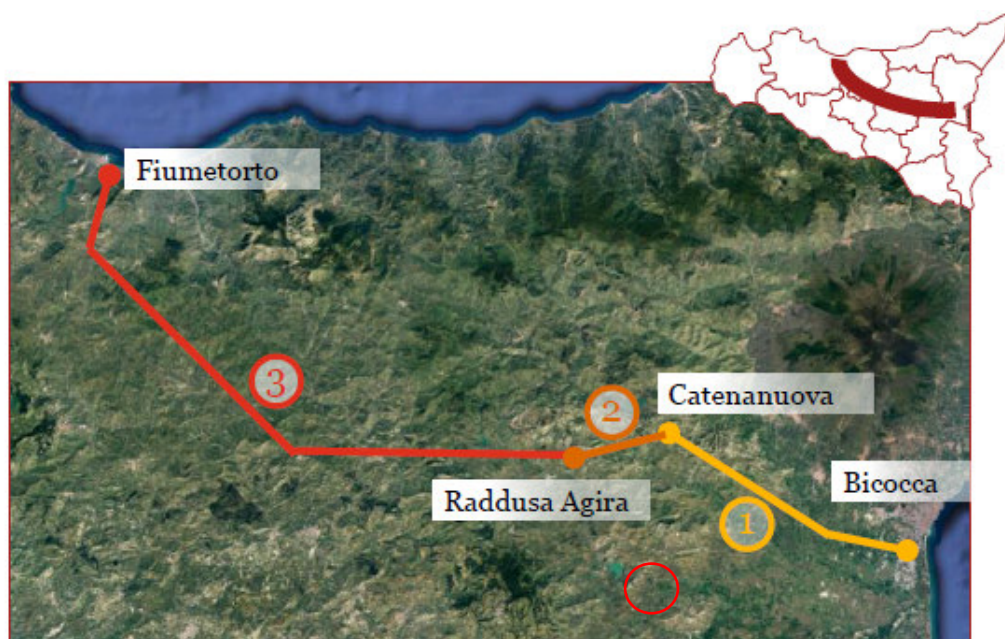 Fiumetorto
3
2
Catenanuova
Raddusa Agira
Bicocca
1